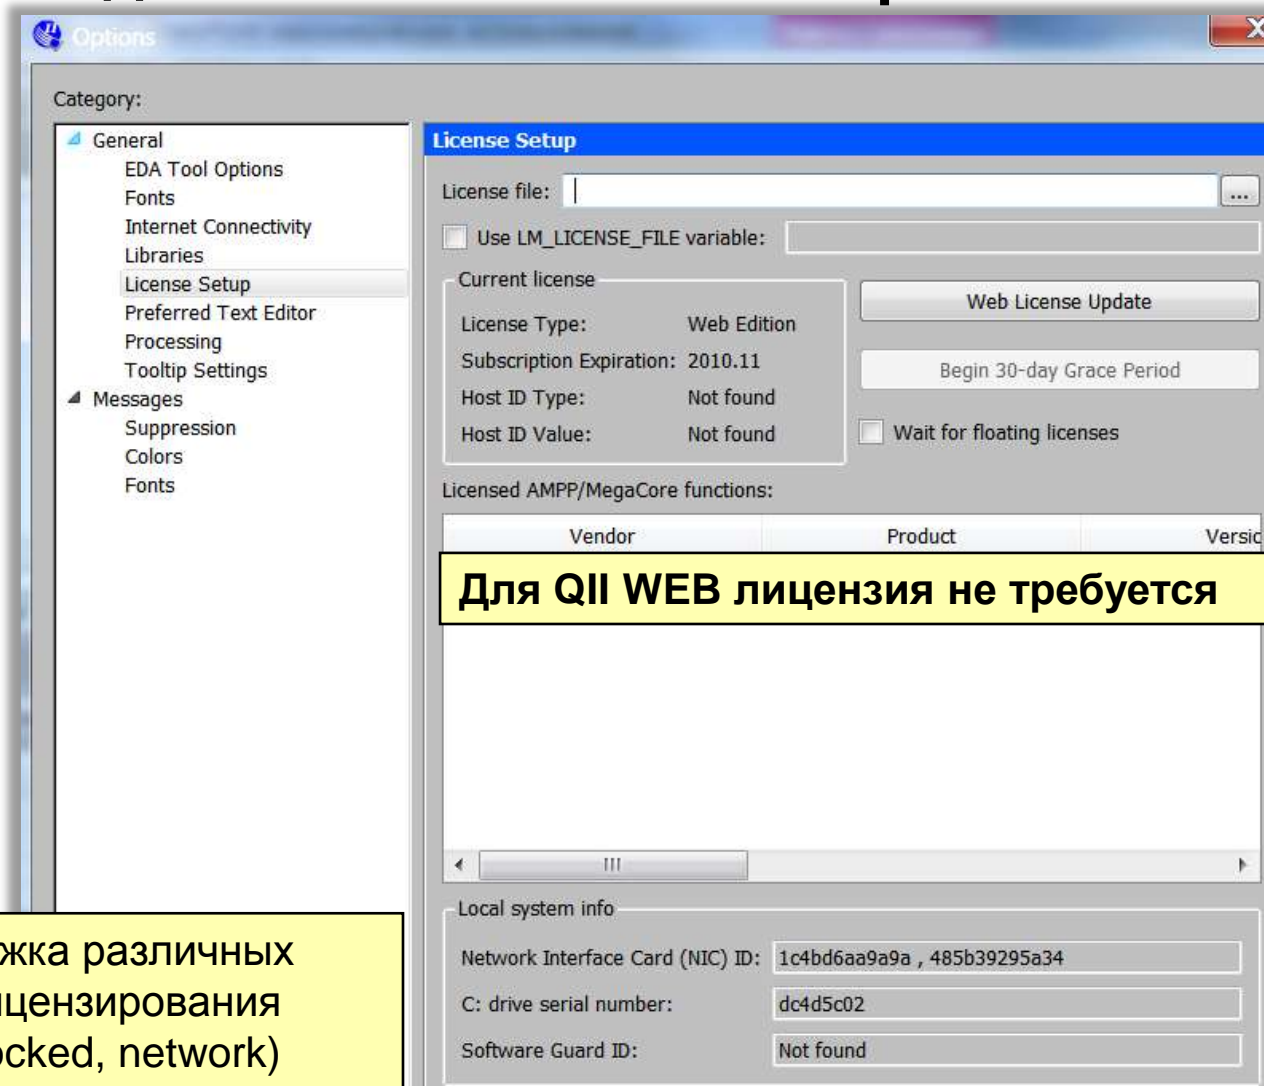 Options
Category:
General
EDA Tool Options
Fonts
Internet Connectivity
Libraries
License Setup
Preferred Text Editor
Processing
Tooltip Settings
Messages
Suppression
Colors
Fonts
License Setup
License file:
...
Use LM_LICENSE_FILE variable:
Current license
License Type: Web Edition
Subscription Expiration: 2010.11
Host ID Type: Not found
Host ID Value: Not found
Web License Update
Begin 30-day Grace Period
Wait for floating licenses
Licensed AMPP/MegaCore functions:
Vendor Product Versio
Для QII WEB лицензия не требуется
Local system info
Network Interface Card (NIC) ID: 1c4bd6aa9a9a , 485b39295a34
C: drive serial number: dc4d5c02
Software Guard ID: Not found
жка различных
ицензирования
ocked, network)